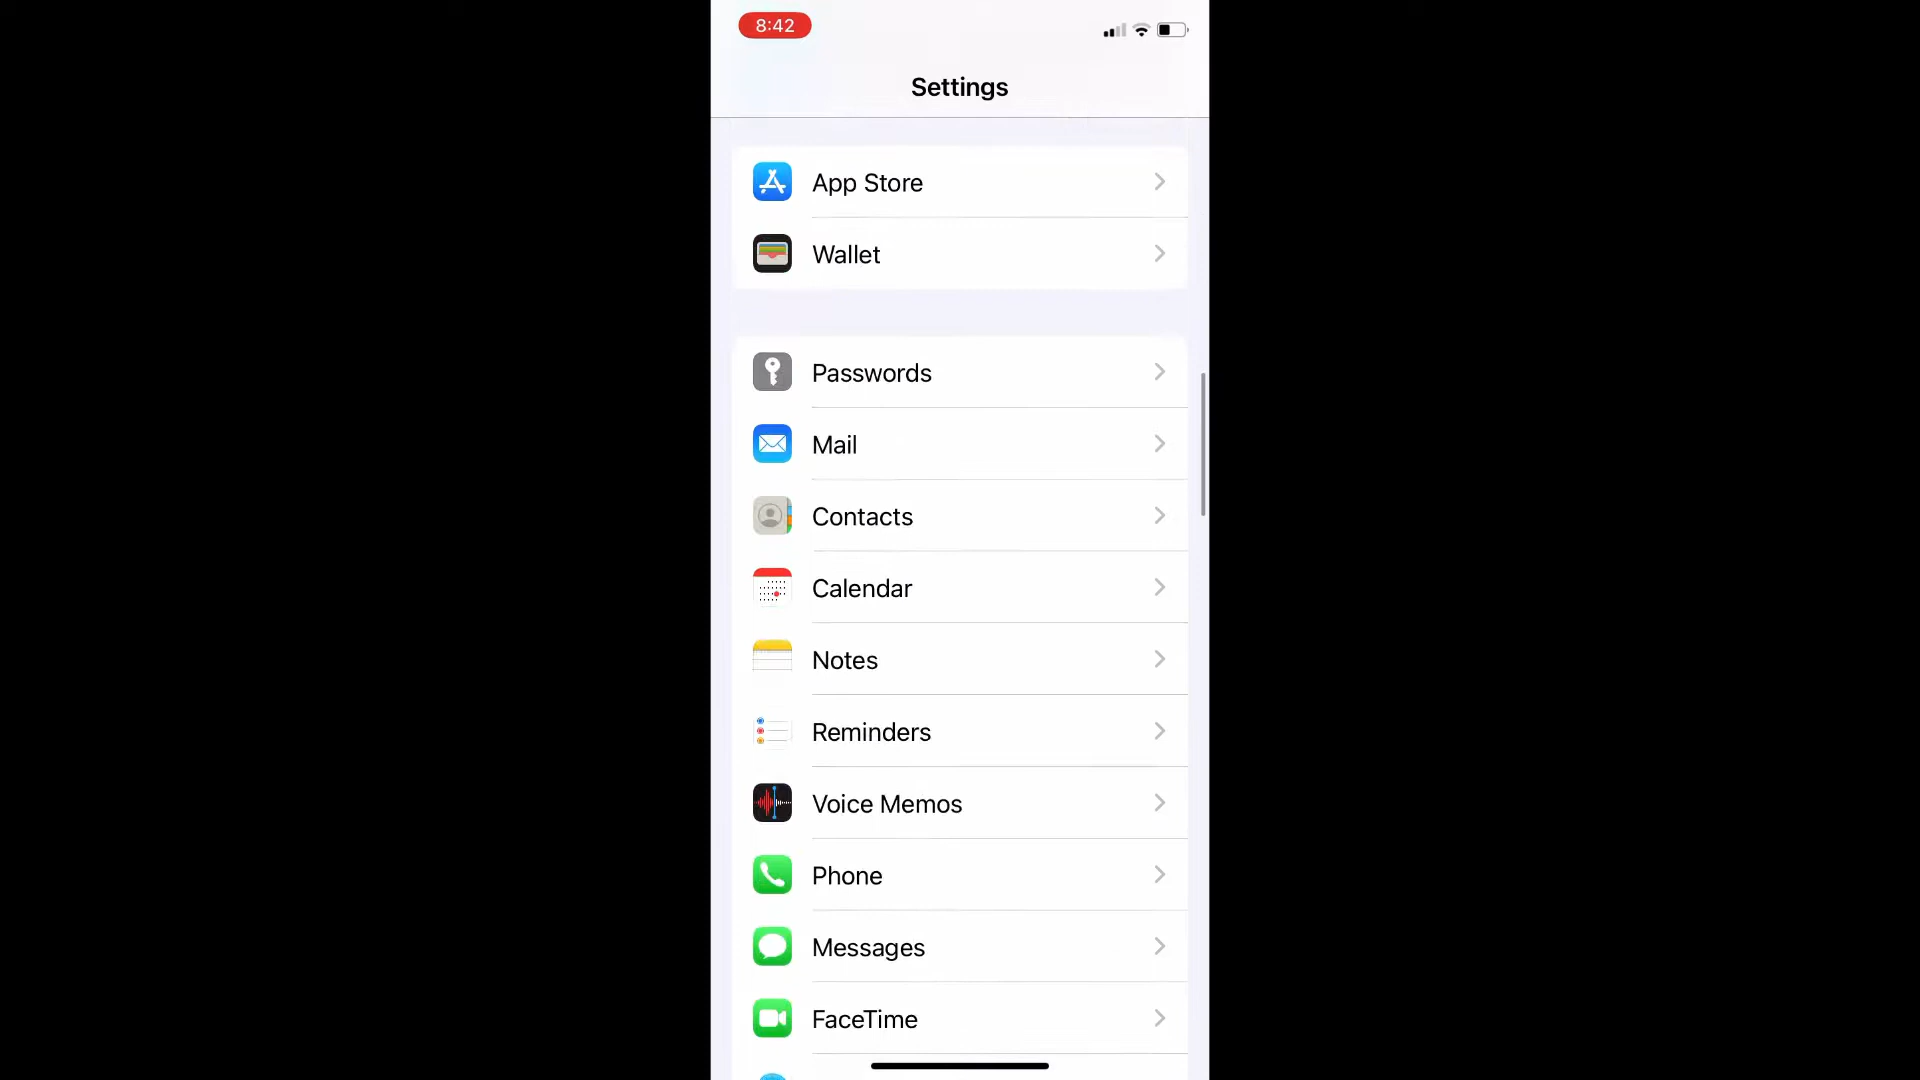 8:42
Settings
App Store
Wallet
Passwords
Mail
Contacts
Calendar
Notes
Reminders
Voice Memos
Phone
Messages
FaceTime